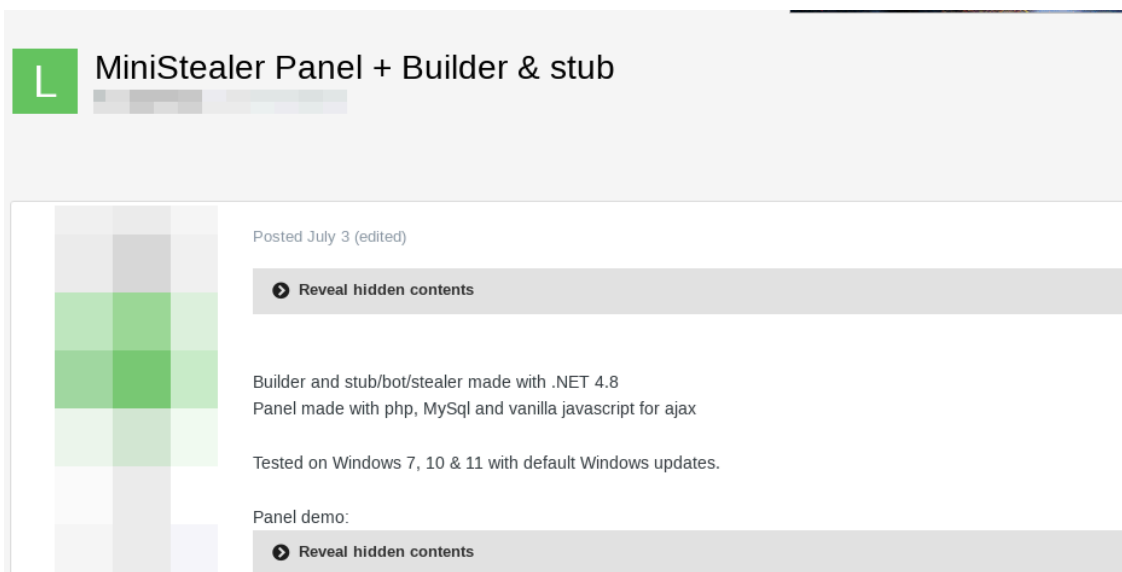 L
MiniStealer Panel + Builder & stub
Posted July 3 (edited)
Reveal hidden contents
Builder and stub/bot/stealer made with .NET 4.8
Panel made with php, MySql and vanilla javascript for ajax
Tested on Windows 7, 10 & 11 with default Windows updates.
Panel demo:
Reveal hidden contents